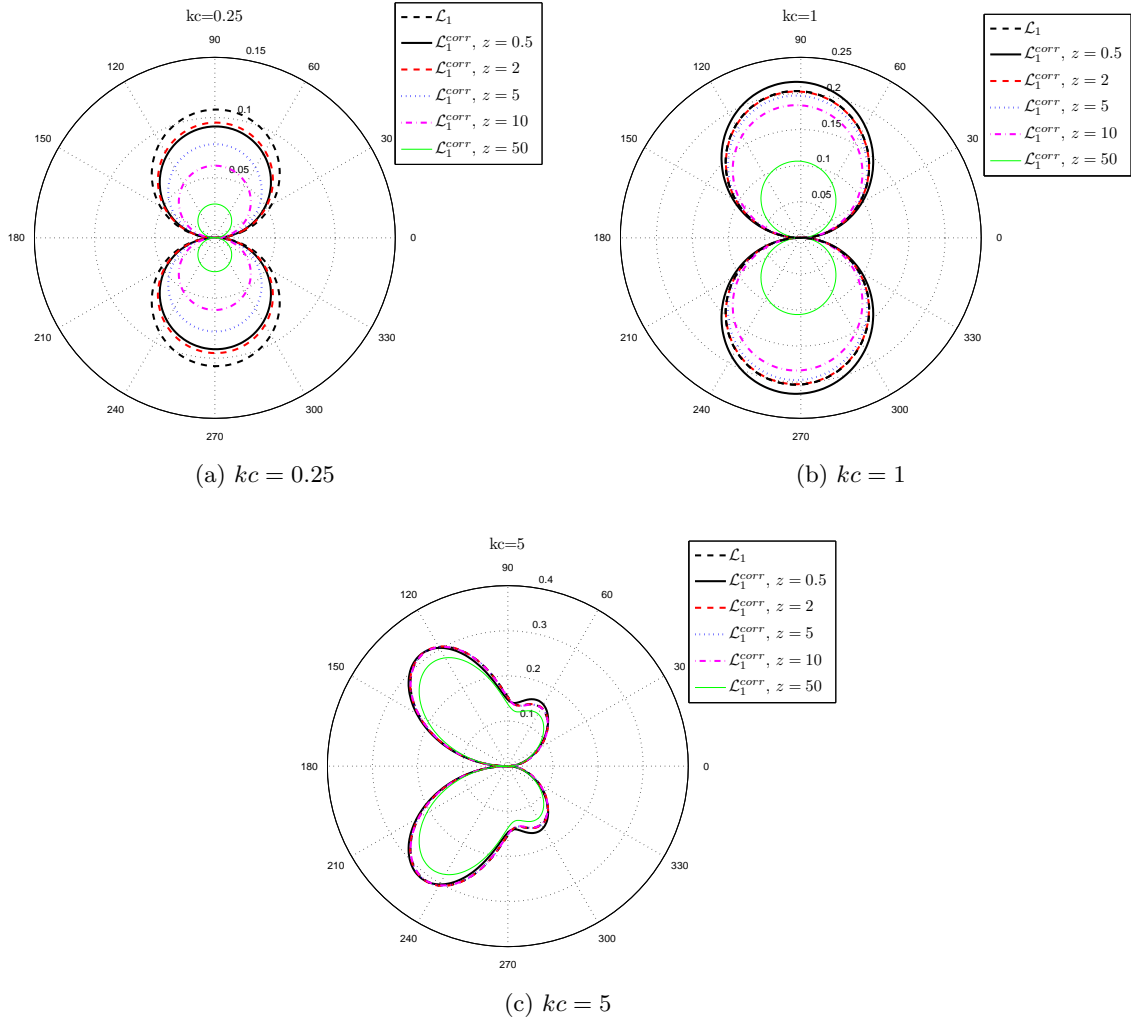 kc=0.25
90
0.15
120
60
0.1
150
30
0.05
180
0
210
330
240
300
270
ℒ₁
ℒ₁ᶜᵒʳʳ, z = 0.5
ℒ₁ᶜᵒʳʳ, z = 2
ℒ₁ᶜᵒʳʳ, z = 5
ℒ₁ᶜᵒʳʳ, z = 10
ℒ₁ᶜᵒʳʳ, z = 50
(a) kc = 0.25
kc=1
90
0.25
120
60
0.2
0.15
150
30
0.1
0.05
180
0
210
330
240
300
270
ℒ₁
ℒ₁ᶜᵒʳʳ, z = 0.5
ℒ₁ᶜᵒʳʳ, z = 2
ℒ₁ᶜᵒʳʳ, z = 5
ℒ₁ᶜᵒʳʳ, z = 10
ℒ₁ᶜᵒʳʳ, z = 50
(b) kc = 1
kc=5
90
0.4
120
60
0.3
150
30
0.2
0.1
180
0
210
330
240
300
270
ℒ₁
ℒ₁ᶜᵒʳʳ, z = 0.5
ℒ₁ᶜᵒʳʳ, z = 2
ℒ₁ᶜᵒʳʳ, z = 5
ℒ₁ᶜᵒʳʳ, z = 10
ℒ₁ᶜᵒʳʳ, z = 50
(c) kc = 5